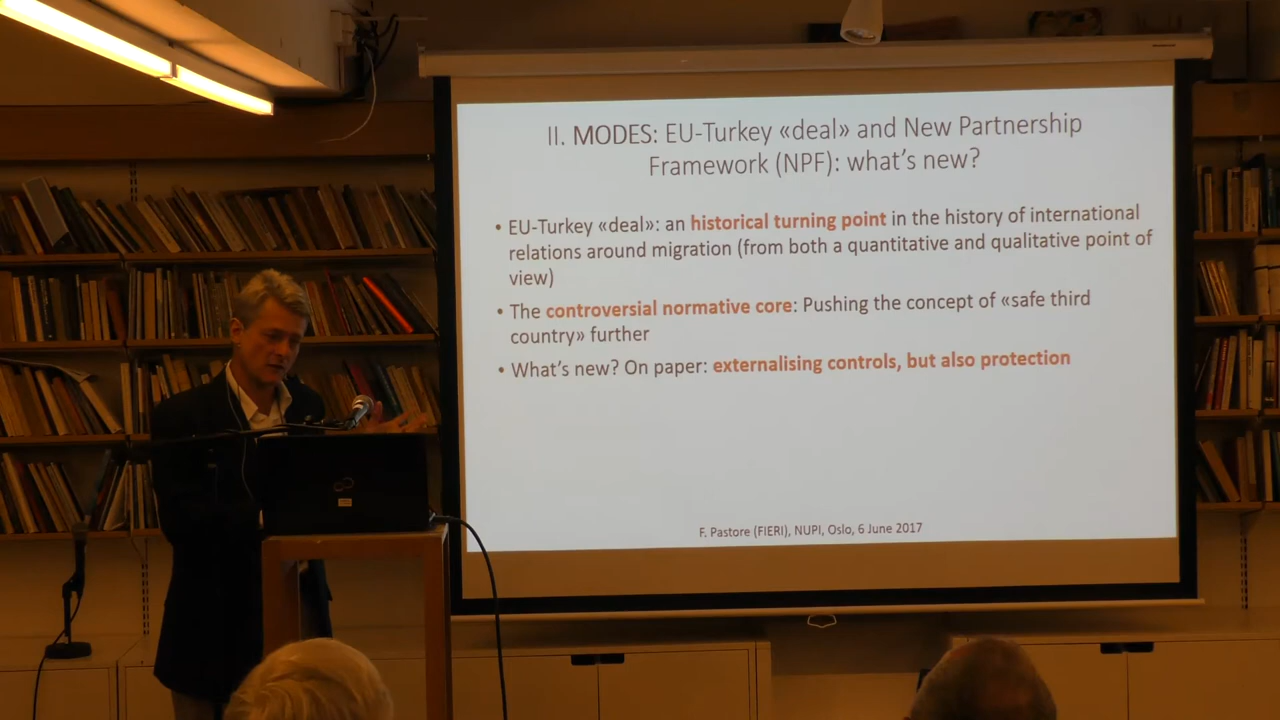 II. MODES: EU-Turkey «deal» and New Partnership
Framework (NPF): what's new?
• EU-Turkey «deal»: an historical turning point in the history of international
relations around migration (from both a quantitative and qualitative point of
view)
• The controversial normative core: Pushing the concept of «safe third
country» further
• What's new? On paper: externalising controls, but also protection
F. Pastore (FIERI), NUPI, Oslo, 6 June 2017